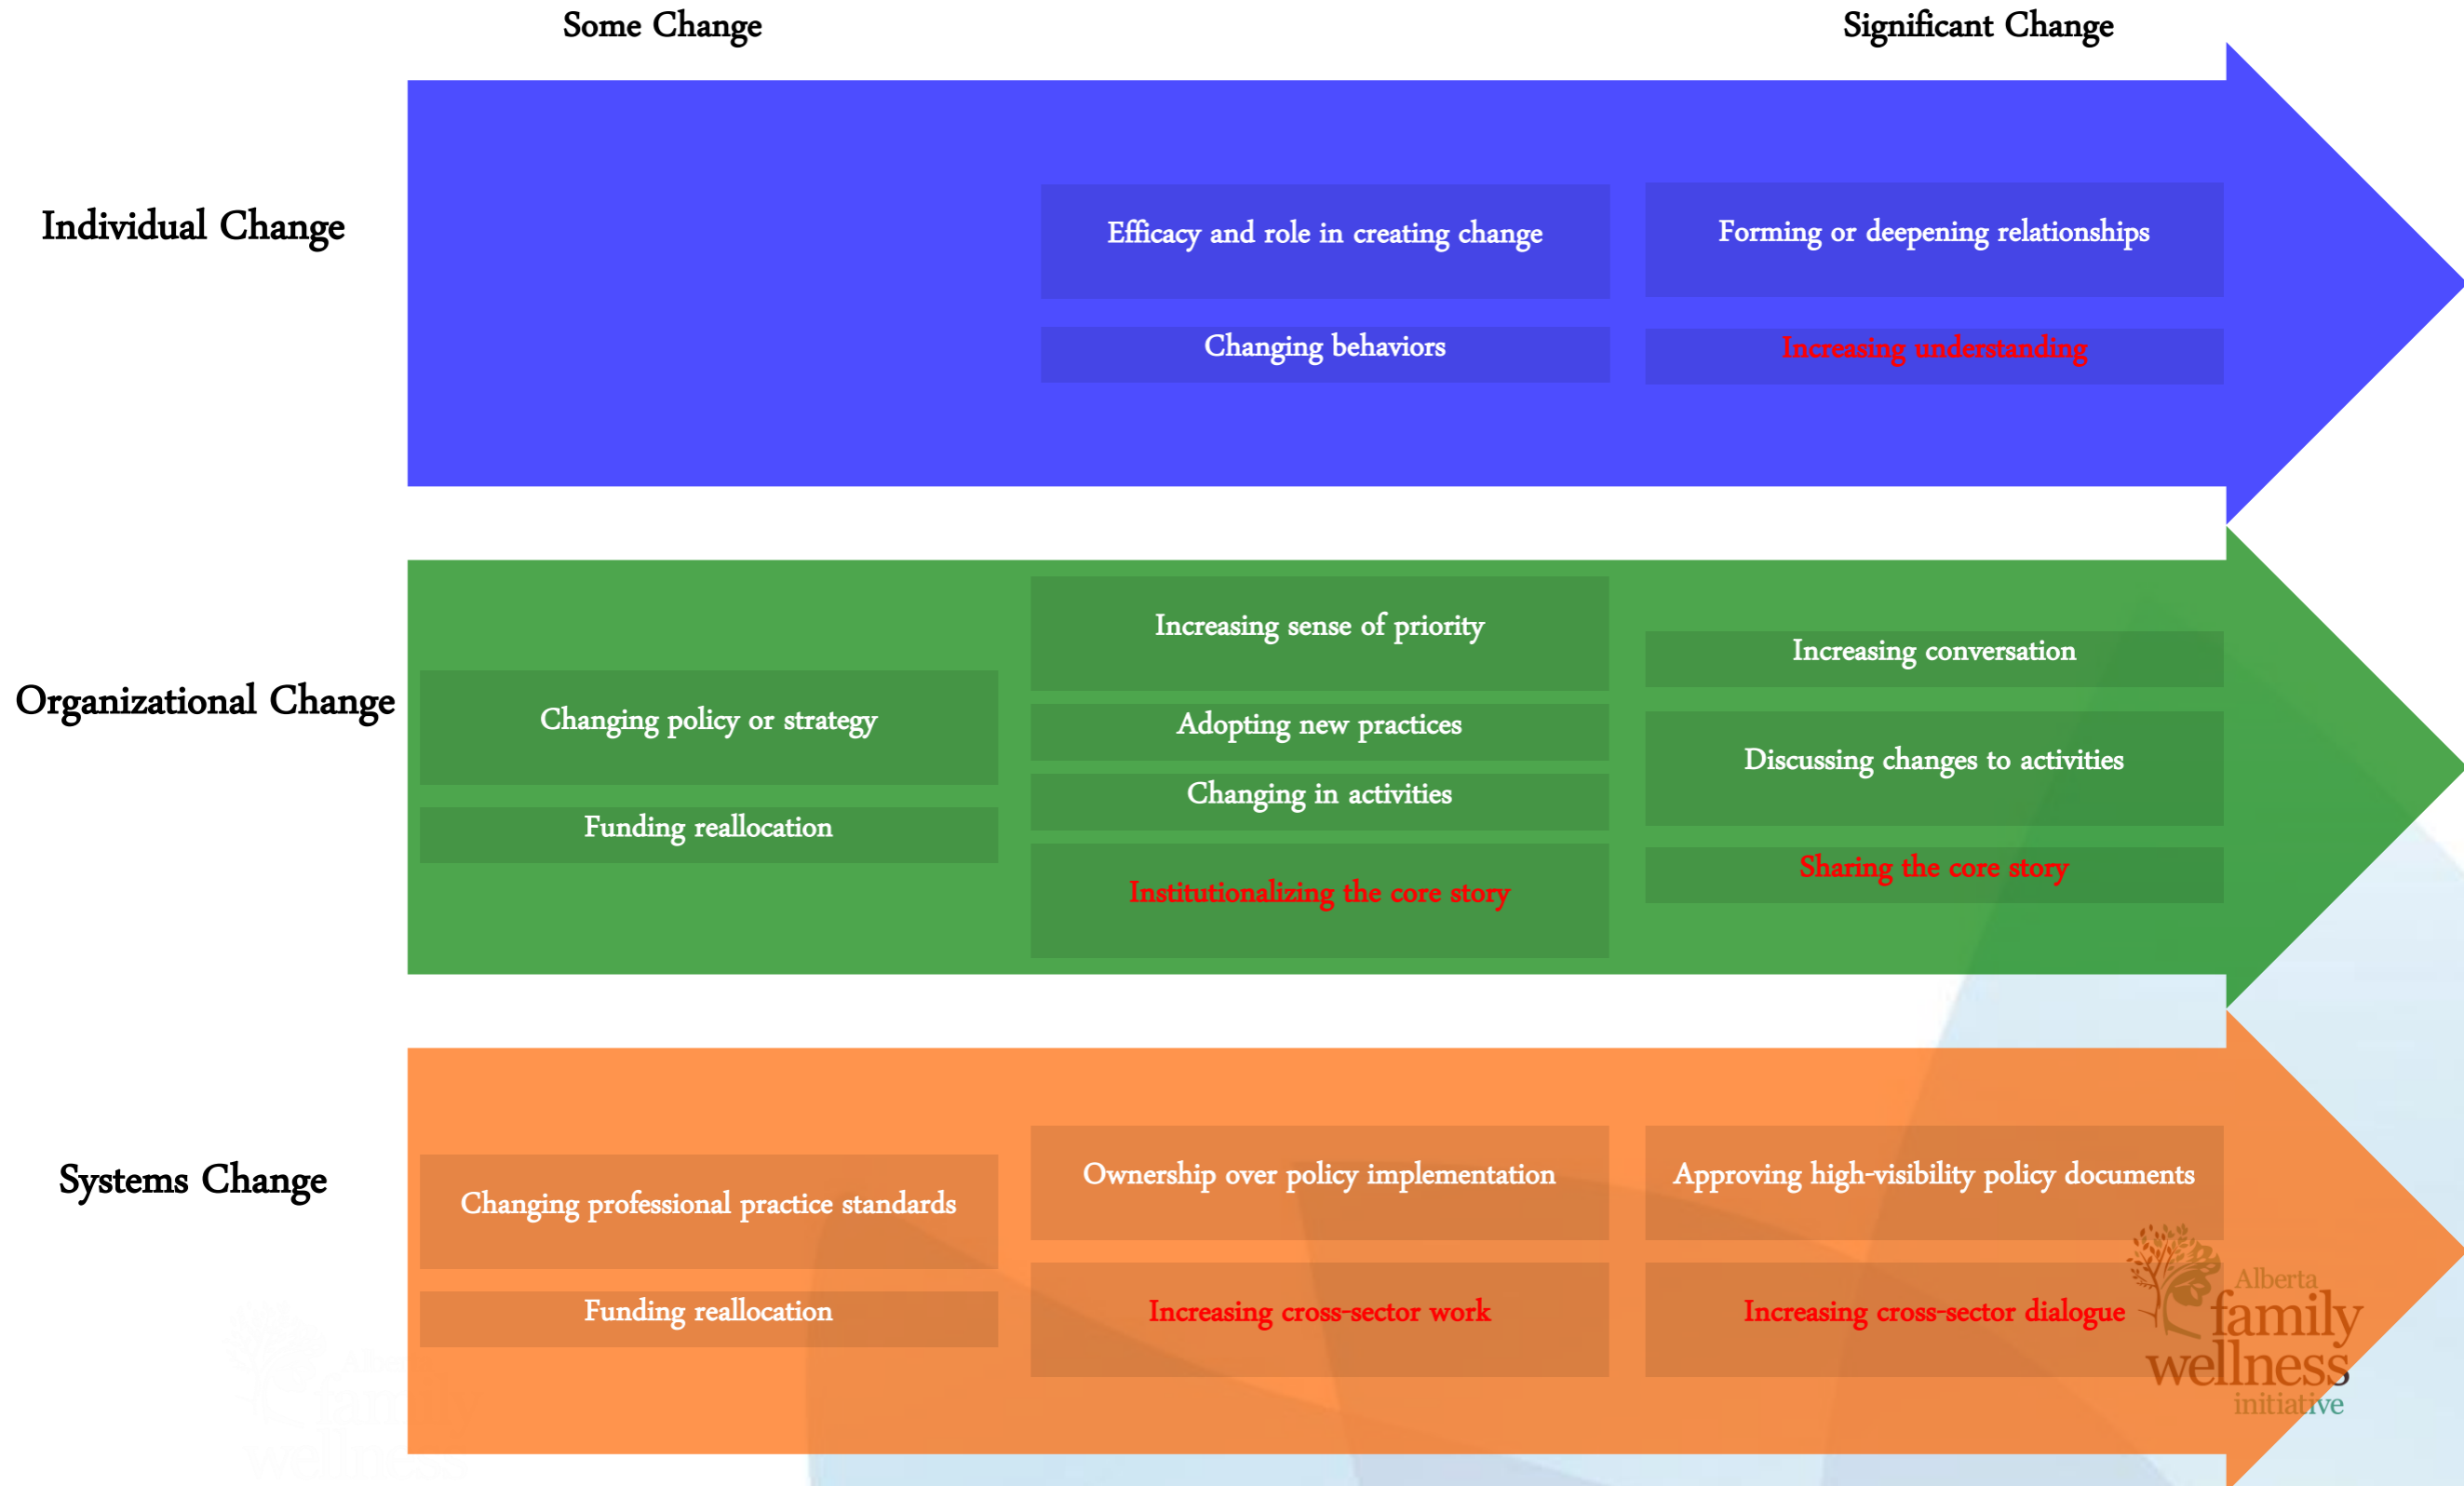 Some Change
Significant Change
Individual Change
Efficacy and role in creating change
Forming or deepening relationships
Changing behaviors
Increasing understanding
Organizational Change
Changing policy or strategy
Funding reallocation
Increasing sense of priority
Adopting new practices
Changing in activities
Institutionalizing the core story
Increasing conversation
Discussing changes to activities
Sharing the core story
Systems Change
Changing professional practice standards
Funding reallocation
Ownership over policy implementation
Increasing cross-sector work
Approving high-visibility policy documents
Increasing cross-sector dialogue
Alberta
family
wellness
initiative